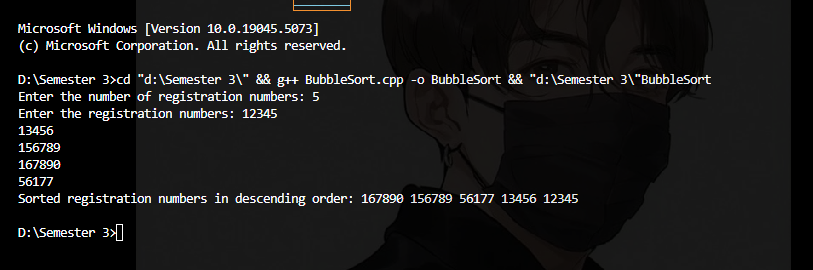 Microsoft Windows [Version 10.0.19045.5073]
(c) Microsoft Corporation. All rights reserved.
D:\Semester 3>cd "d:\Semester 3\" && g++ BubbleSort.cpp -o BubbleSort && "d:\Semester 3\"BubbleSort
Enter the number of registration numbers: 5
Enter the registration numbers: 12345
13456
156789
167890
56177
Sorted registration numbers in descending order: 167890 156789 56177 13456 12345
D:\Semester 3>